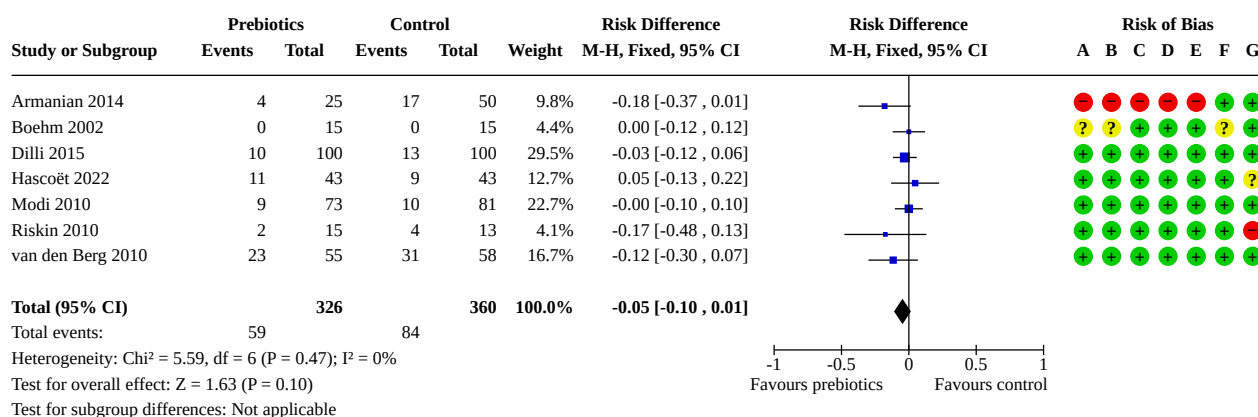 Prebiotics Control Risk Difference Risk Difference Risk of Bias
Study or Subgroup Events Total Events Total Weight M-H, Fixed, 95% CI M-H, Fixed, 95% CI A B C D E F G
Armanian 2014 4 25 17 50 9.8% -0.18 [-0.37 , 0.01] − − − − − + +
Boehm 2002 0 15 0 15 4.4% 0.00 [-0.12 , 0.12] ? ? + + + ? +
Dilli 2015 10 100 13 100 29.5% -0.03 [-0.12 , 0.06] + + + + + + +
Hascoët 2022 11 43 9 43 12.7% 0.05 [-0.13 , 0.22] + + + + + + ?
Modi 2010 9 73 10 81 22.7% -0.00 [-0.10 , 0.10] + + + + + + +
Riskin 2010 2 15 4 13 4.1% -0.17 [-0.48 , 0.13] + + + + + + −
van den Berg 2010 23 55 31 58 16.7% -0.12 [-0.30 , 0.07] + + + + + + +
Total (95% CI) 326 360 100.0% -0.05 [-0.10 , 0.01]
Total events: 59 84
Heterogeneity: Chi² = 5.59, df = 6 (P = 0.47); I² = 0%
-1 -0.5 0 0.5 1
Test for overall effect: Z = 1.63 (P = 0.10) Favours prebiotics Favours control
Test for subgroup differences: Not applicable